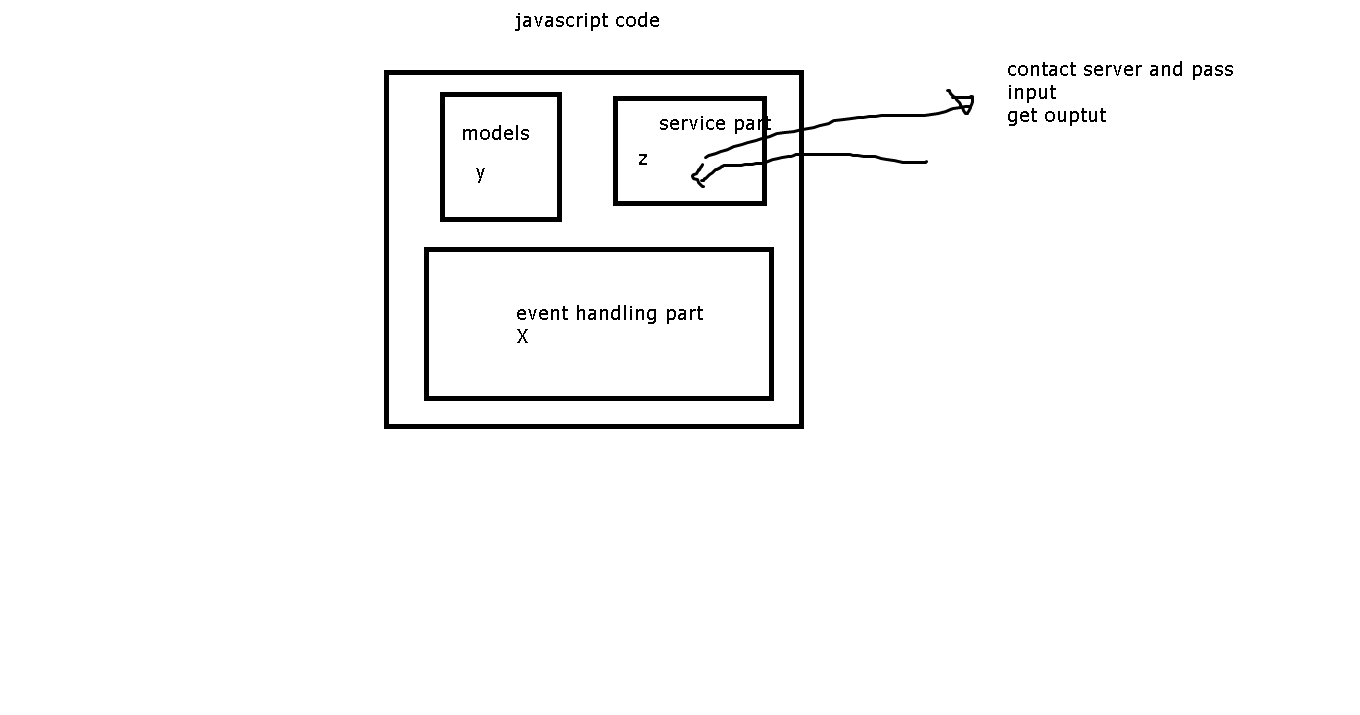 javascript code
contact server and pass
input
get ouptut
models
y
service part
z
event handling part
X